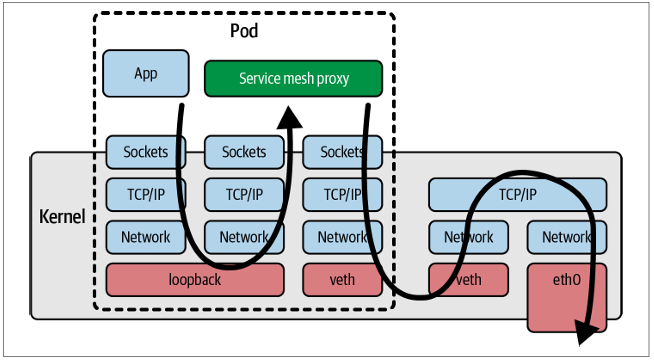 Pod
App
Service mesh proxy
Kernel
Sockets
Sockets
Sockets
TCP/IP
TCP/IP
TCP/IP
TCP/IP
Network
Network
Network
Network
Network
loopback
veth
veth
eth0